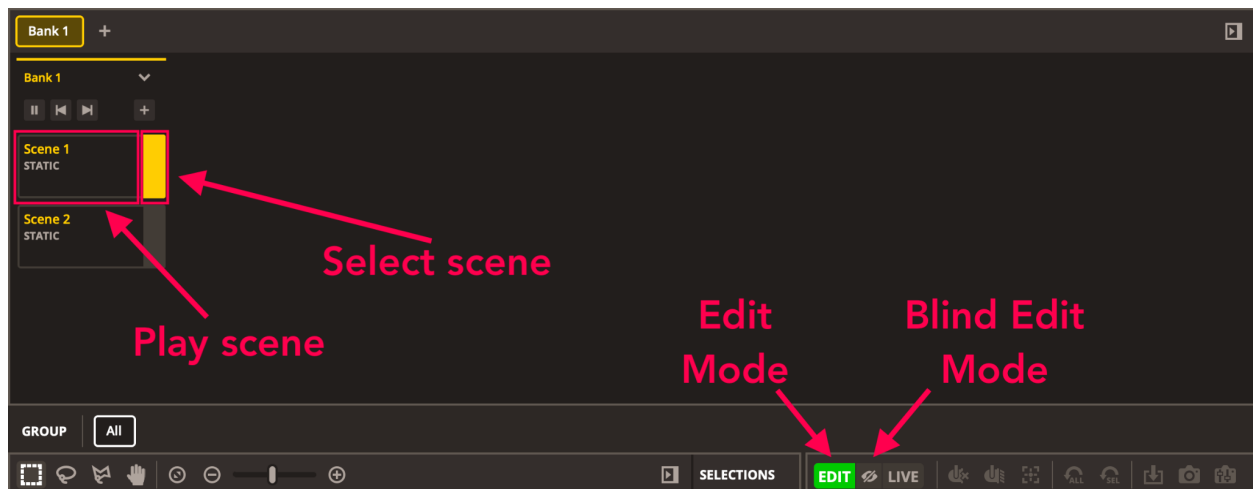 Bank 1
Bank 1
Scene 1
STATIC
Scene 2
STATIC
Select scene
Play scene
Edit
Mode
Blind Edit
Mode
GROUP All
SELECTIONS EDIT LIVE ALL SEL